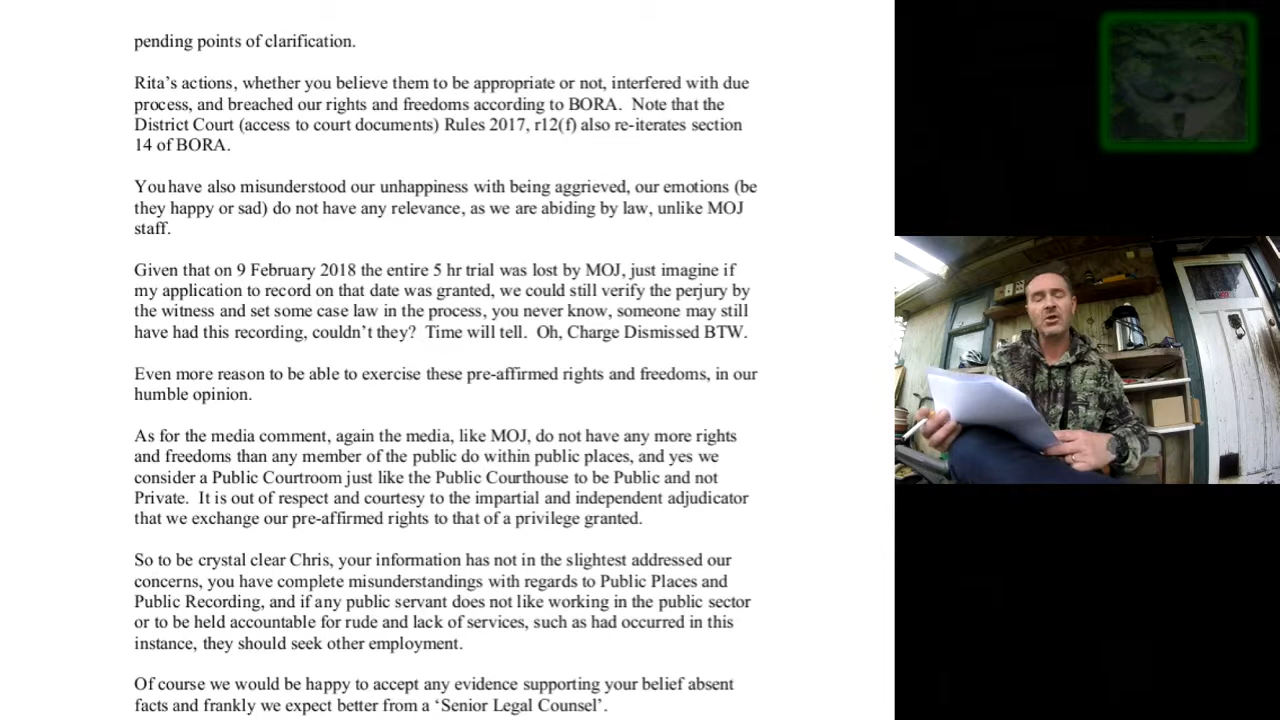 pending points of clarification.
Rita's actions, whether you believe them to be appropriate or not, interfered with due
process, and breached our rights and freedoms according to BORA.  Note that the
District Court (access to court documents) Rules 2017, r12(f) also re-iterates section
14 of BORA.
You have also misunderstood our unhappiness with being aggrieved, our emotions (be
they happy or sad) do not have any relevance, as we are abiding by law, unlike MOJ
staff.
Given that on 9 February 2018 the entire 5 hr trial was lost by MOJ, just imagine if
my application to record on that date was granted, we could still verify the perjury by
the witness and set some case law in the process, you never know, someone may still
have had this recording, couldn't they?  Time will tell.  Oh, Charge Dismissed BTW.
Even more reason to be able to exercise these pre-affirmed rights and freedoms, in our
humble opinion.
As for the media comment, again the media, like MOJ, do not have any more rights
and freedoms than any member of the public do within public places, and yes we
consider a Public Courtroom just like the Public Courthouse to be Public and not
Private.  It is out of respect and courtesy to the impartial and independent adjudicator
that we exchange our pre-affirmed rights to that of a privilege granted.
So to be crystal clear Chris, your information has not in the slightest addressed our
concerns, you have complete misunderstandings with regards to Public Places and
Public Recording, and if any public servant does not like working in the public sector
or to be held accountable for rude and lack of services, such as had occurred in this
instance, they should seek other employment.
Of course we would be happy to accept any evidence supporting your belief absent
facts and frankly we expect better from a 'Senior Legal Counsel'.